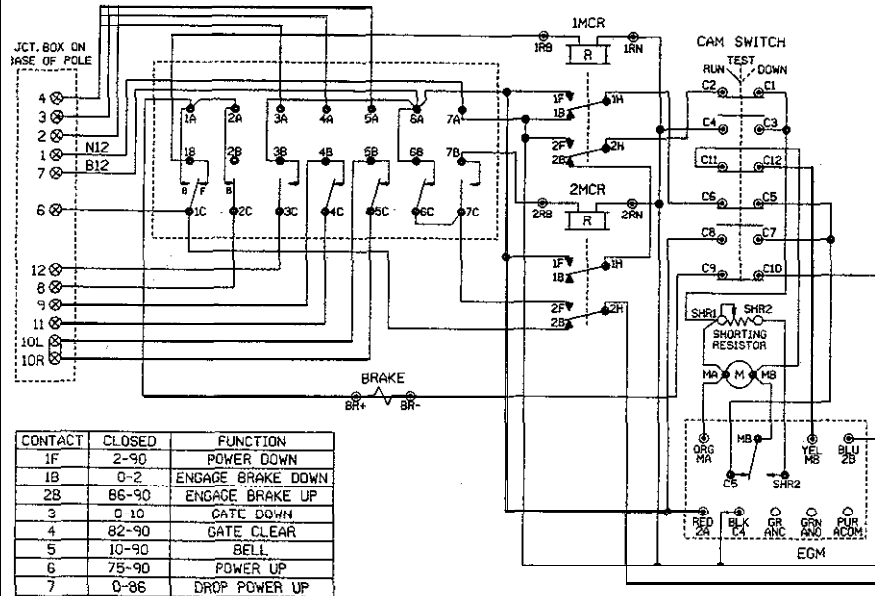 1MCR
1RB
1RN
R
CAM SWITCH
TEST
RUN
DOWN
JCT. BOX ON
BASE OF POLE
4
3
2
1
N12
7
B12
6
12
8
9
11
10L
10R
1A
2A
3A
4A
5A
6A
7A
1B
2B
3B
4B
5B
6B
7B
B
F
B
1C
2C
3C
4C
5C
6C
7C
1F
1B
1H
2F
2B
2H
2MCR
2RB
2RN
R
1F
1B
1H
2F
2B
2H
C2
C1
C4
C3
C11
C12
C6
C5
C8
C7
C9
C10
SHR1
SHR2
SHORTING
RESISTOR
MA
M
MB
BRAKE
BR+
BR-
ORG
MA
MB
YEL
MB
BLU
2B
C6
SHR2
RED
2A
BLK
C4
GR
ANC
GRN
ANO
PUR
ACOM
EGM
CONTACT CLOSED FUNCTION
1F 2-90 POWER DOWN
1B 0-2 ENGAGE BRAKE DOWN
2B 86-90 ENGAGE BRAKE UP
3 0-10 GATE DOWN
4 82-90 GATE CLEAR
5 10-90 BELL
6 75-90 POWER UP
7 0-86 DROP POWER UP